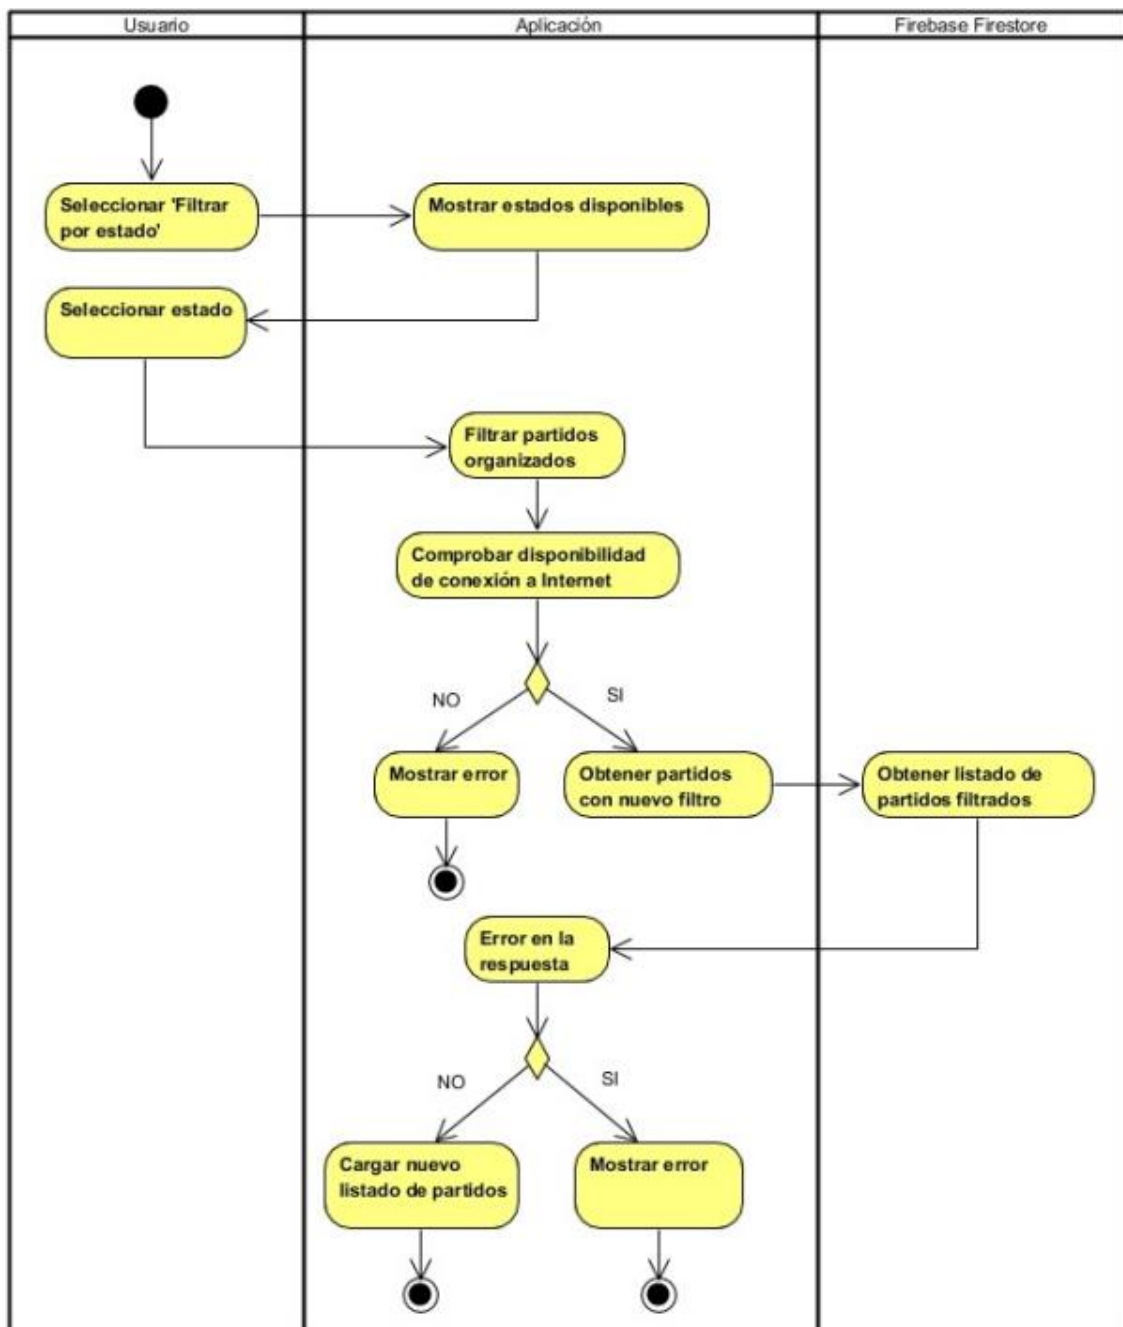 Usuario
Aplicación
Firebase Firestore
Seleccionar 'Filtrar
por estado'
Mostrar estados disponibles
Seleccionar estado
Filtrar partidos
organizados
Comprobar disponibilidad
de conexión a Internet
NO
SI
Mostrar error
Obtener partidos
con nuevo filtro
Obtener listado de
partidos filtrados
Error en la
respuesta
NO
SI
Cargar nuevo
listado de partidos
Mostrar error